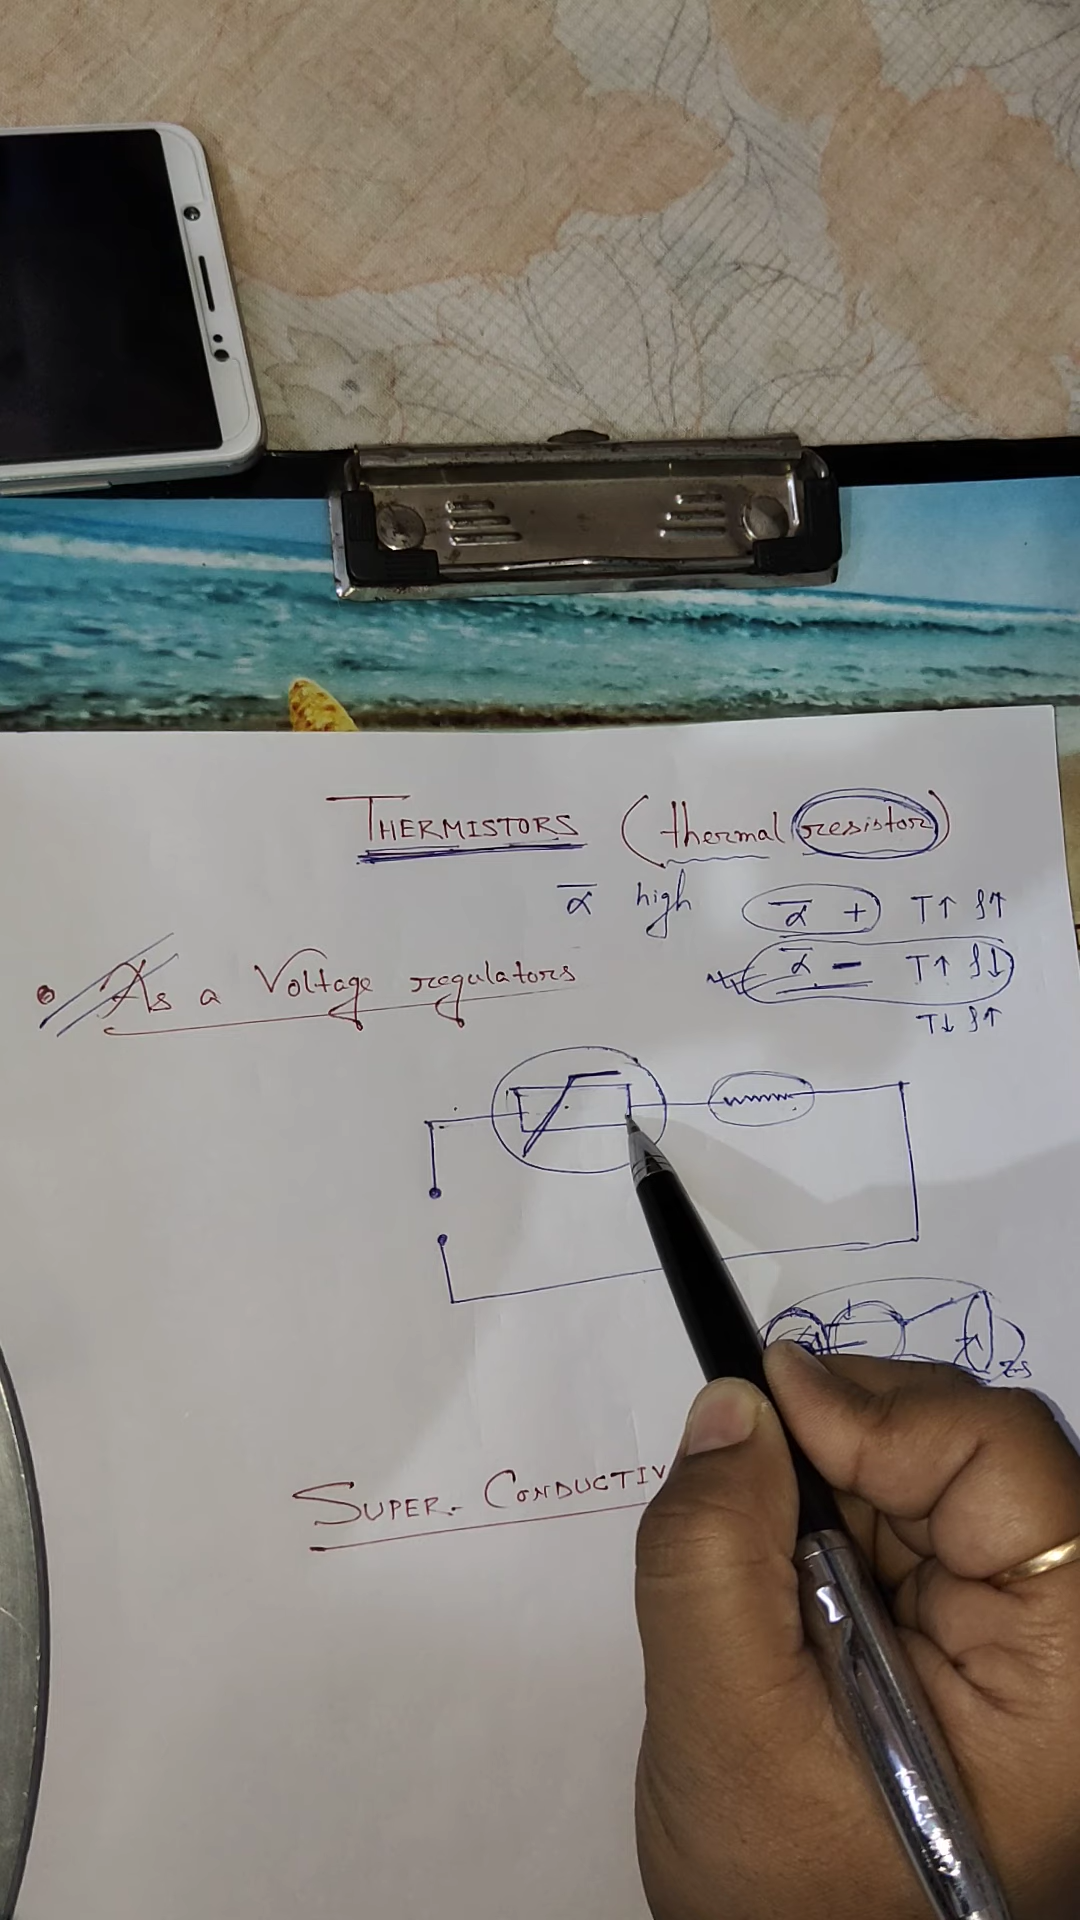 THERMISTORS (thermal resistor)
ᾱ high
ᾱ + T↑ ρ↑
ᾱ − T↑ ρ↓
T↓ ρ↑
• As a Voltage regulators
SUPER- CONDUCTIV